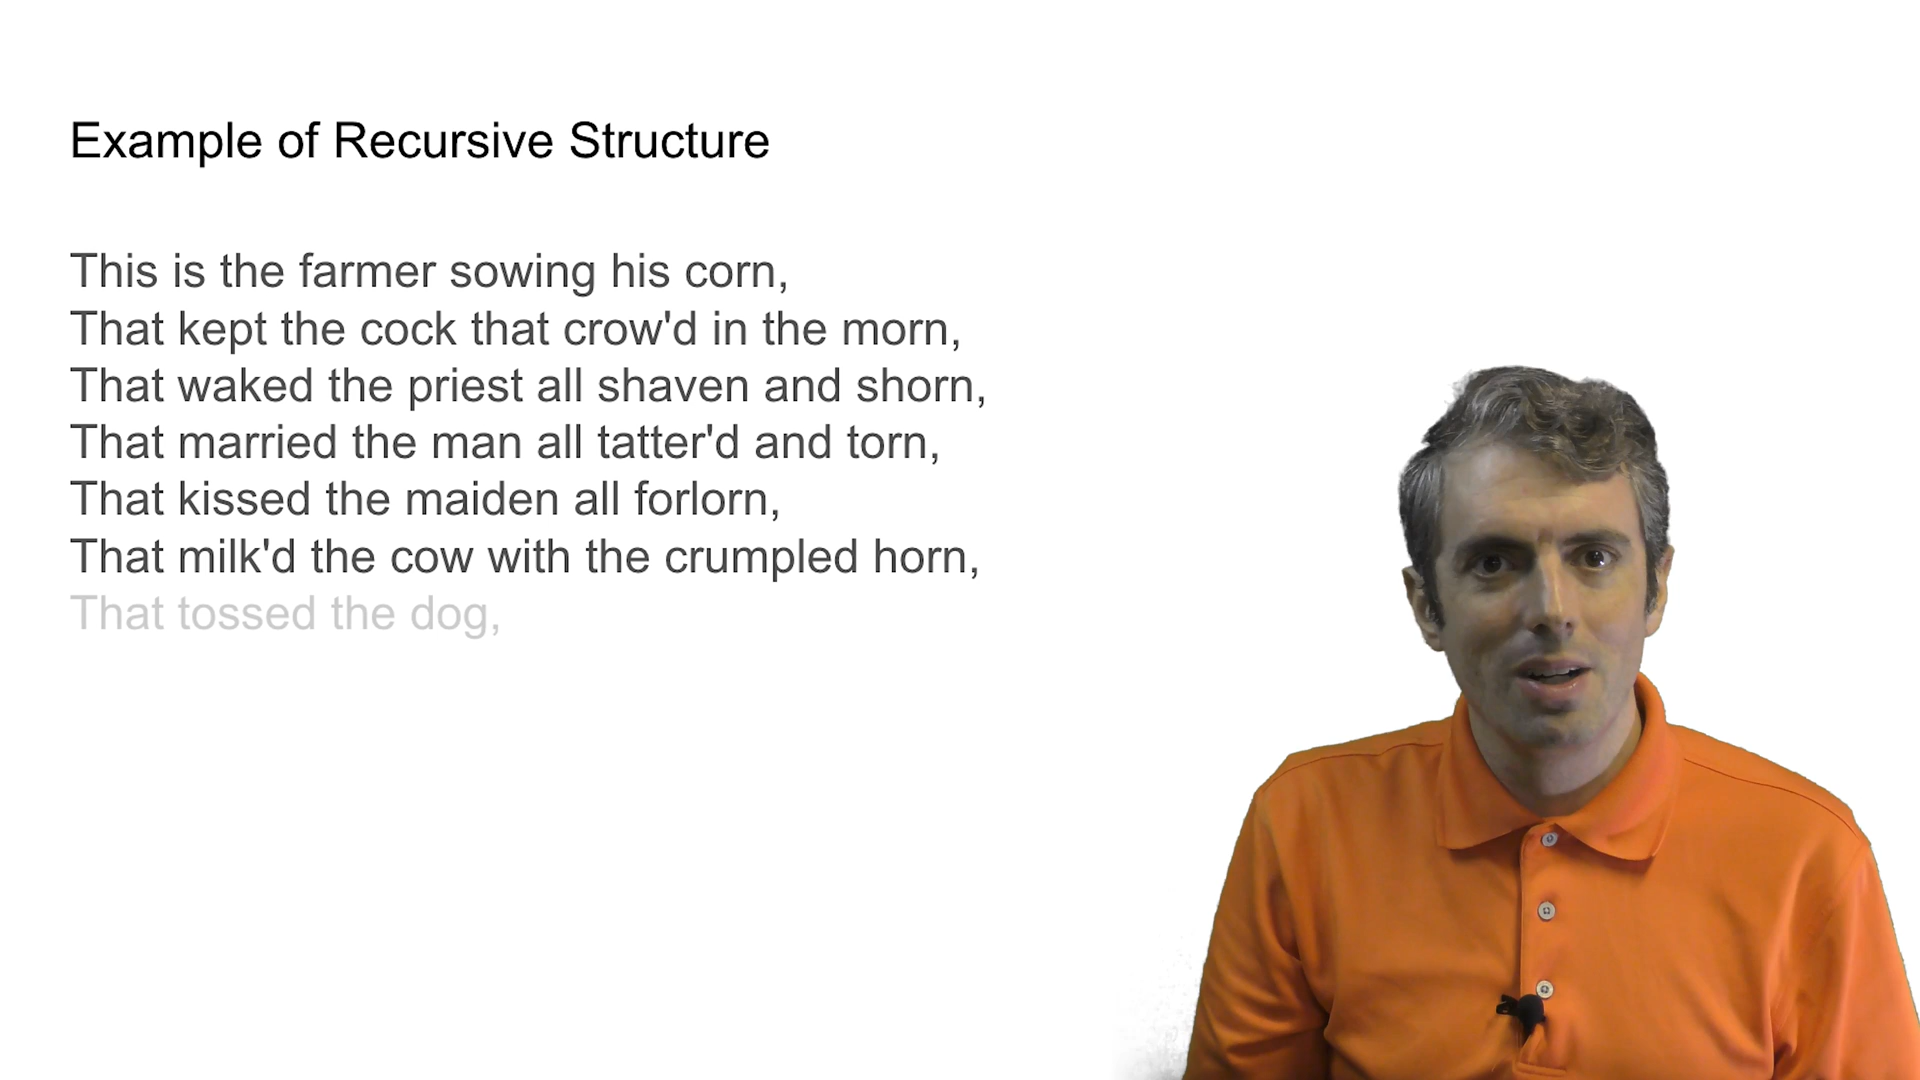 Example of Recursive Structure
This is the farmer sowing his corn,
That kept the cock that crow'd in the morn,
That waked the priest all shaven and shorn,
That married the man all tatter'd and torn,
That kissed the maiden all forlorn,
That milk'd the cow with the crumpled horn,
That tossed the dog,